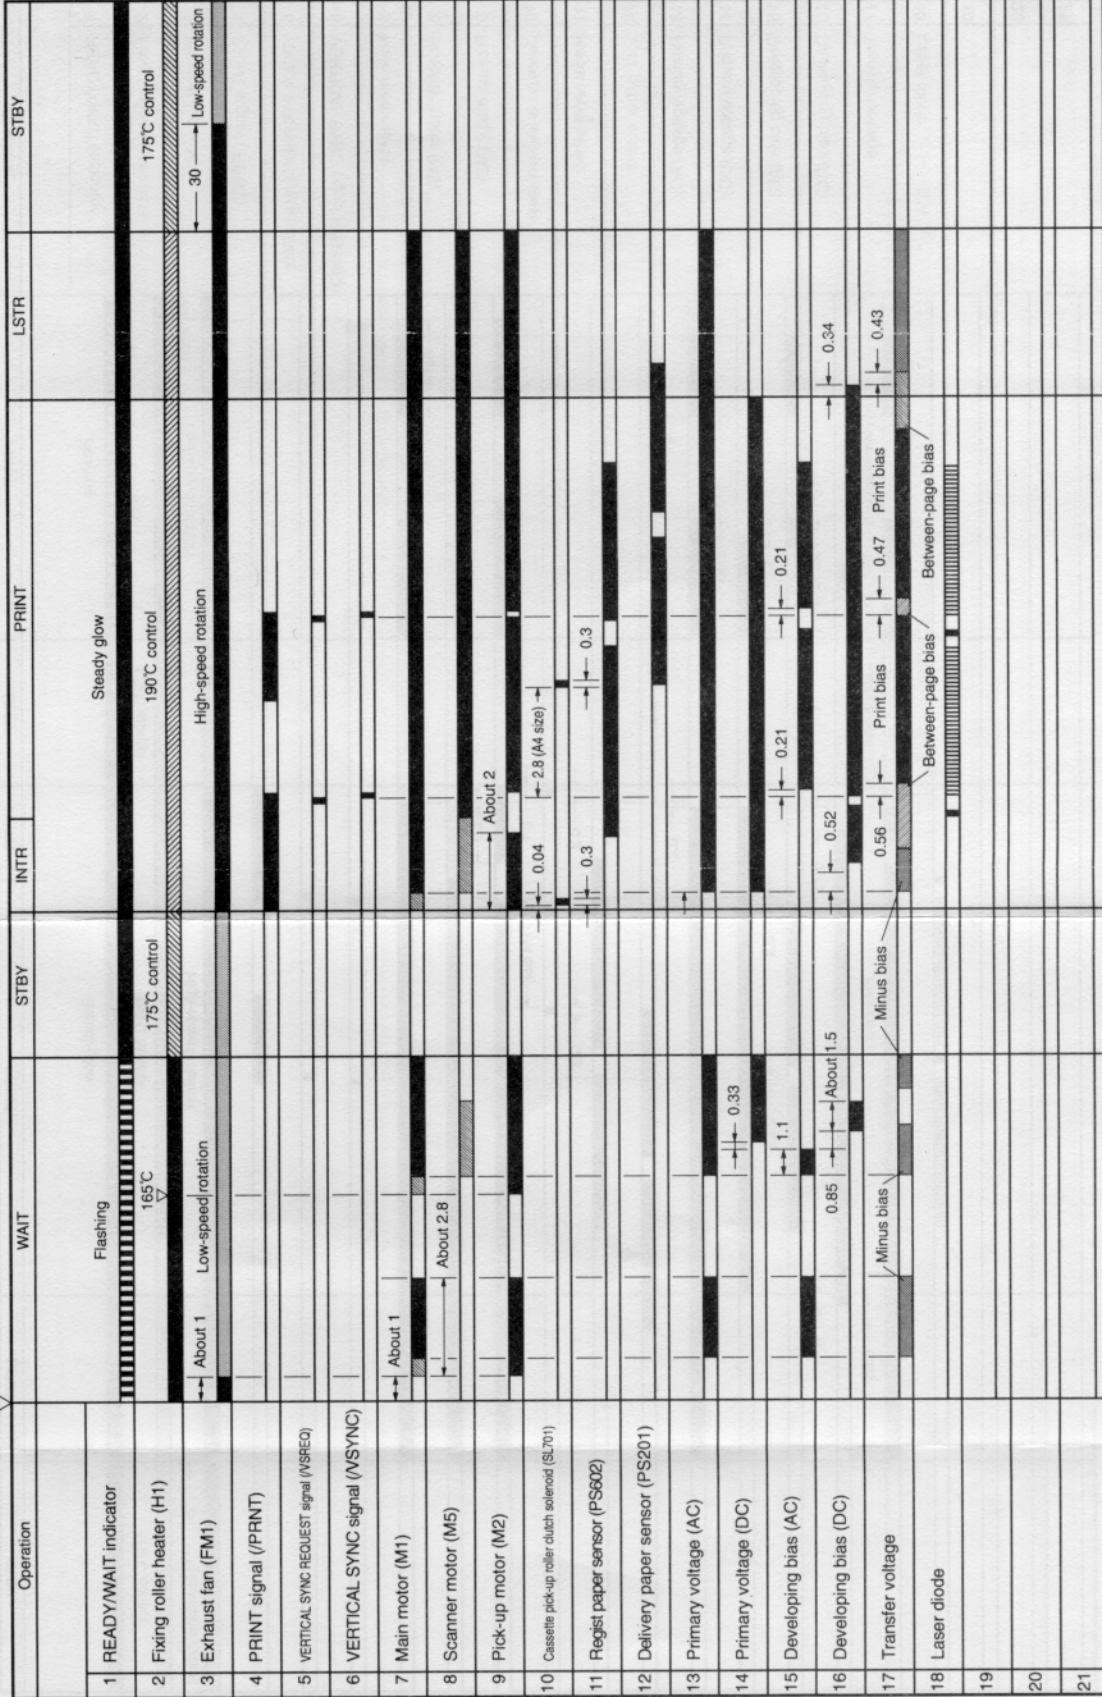 Operation
WAIT
STBY
INTR
PRINT
LSTR
STBY
1 READY/WAIT indicator
Flashing
Steady glow
2 Fixing roller heater (H1)
165°C
175°C control
190°C control
175°C control
3 Exhaust fan (FM1)
About 1
Low-speed rotation
High-speed rotation
30
Low-speed rotation
4 PRINT signal (/PRNT)
5 VERTICAL SYNC REQUEST signal (/VSREQ)
6 VERTICAL SYNC signal (/VSYNC)
7 Main motor (M1)
About 1
8 Scanner motor (M5)
About 2.8
9 Pick-up motor (M2)
About 2
10 Cassette pick-up roller clutch solenoid (SL701)
0.04
2.8 (A4 size)
11 Regist paper sensor (PS602)
0.3
0.3
12 Delivery paper sensor (PS201)
13 Primary voltage (AC)
14 Primary voltage (DC)
0.33
15 Developing bias (AC)
1.1
0.21
0.21
16 Developing bias (DC)
0.85
About 1.5
0.52
0.34
17 Transfer voltage
Minus bias
Minus bias
0.56
Print bias
0.47
Print bias
0.43
Between-page bias
Between-page bias
18 Laser diode
19
20
21